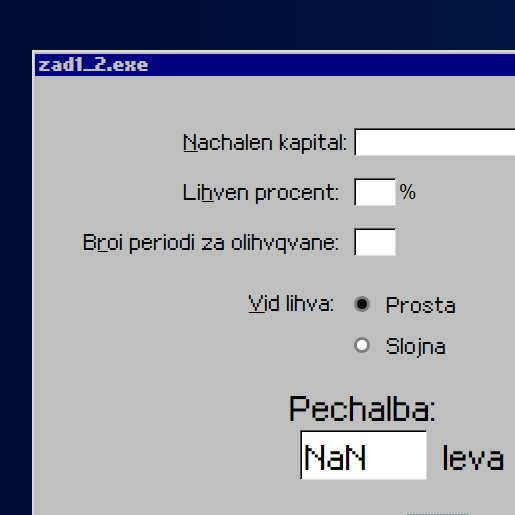 zad1_2.exe
Nachalen kapital:
Lihven procent: %
Broi periodi za olihvqvane:
Vid lihva: Prosta
Slojna
Pechalba:
NaN leva